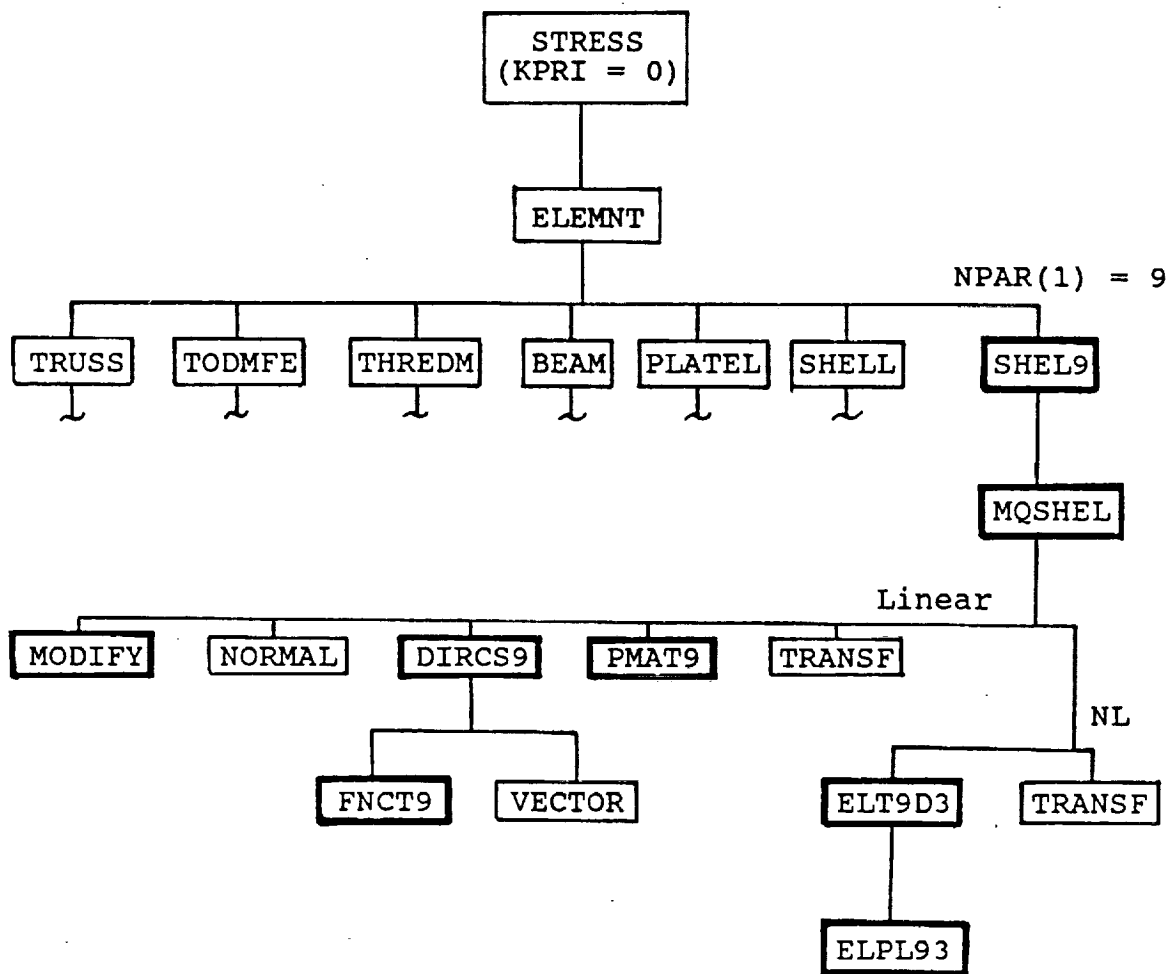 STRESS
(KPRI = 0)
ELEMNT
NPAR(1) = 9
TRUSS
TODMFE
THREDM
BEAM
PLATEL
SHELL
SHEL9
~ ~ ~ ~ ~ ~
MQSHEL
Linear
MODIFY
NORMAL
DIRCS9
PMAT9
TRANSF
NL
FNCT9
VECTOR
ELT9D3
TRANSF
ELPL93